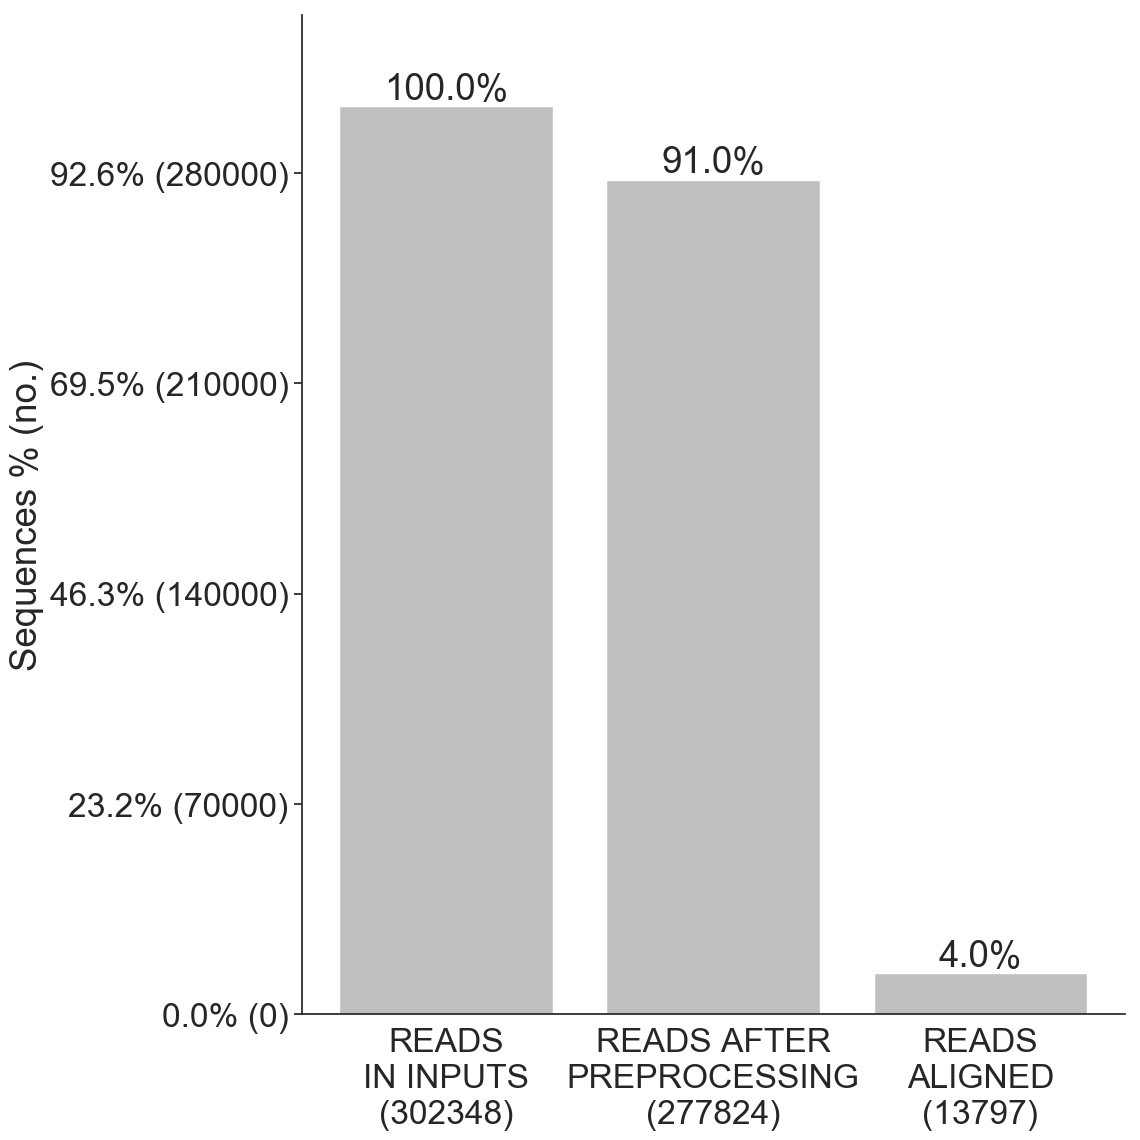 100.0%
91.0%
4.0%
92.6% (280000)
69.5% (210000)
46.3% (140000)
23.2% (70000)
0.0% (0)
Sequences % (no.)
READS
IN INPUTS
(302348)
READS AFTER
PREPROCESSING
(277824)
READS
ALIGNED
(13797)